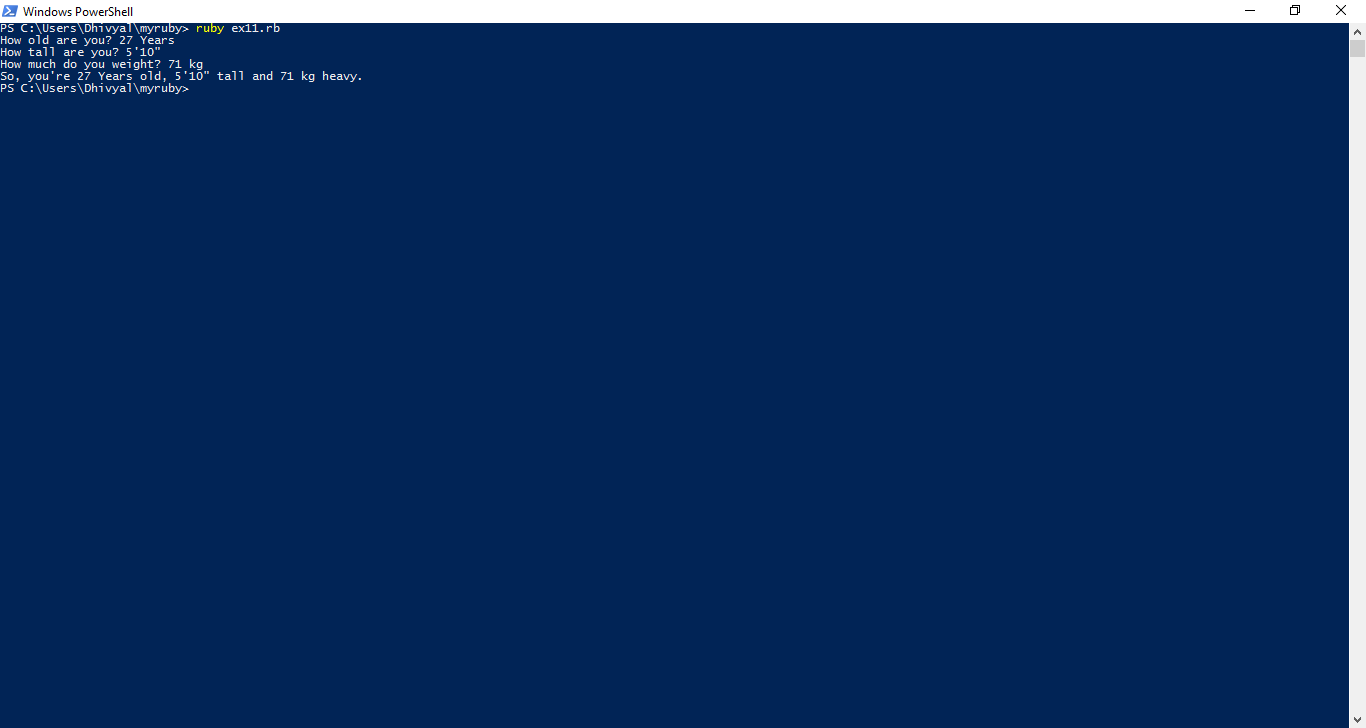 Windows PowerShell
PS C:\Users\Dhivyal\myruby> ruby ex11.rb
How old are you? 27 Years
How tall are you? 5'10"
How much do you weight? 71 kg
So, you're 27 Years old, 5'10" tall and 71 kg heavy.
PS C:\Users\Dhivyal\myruby>